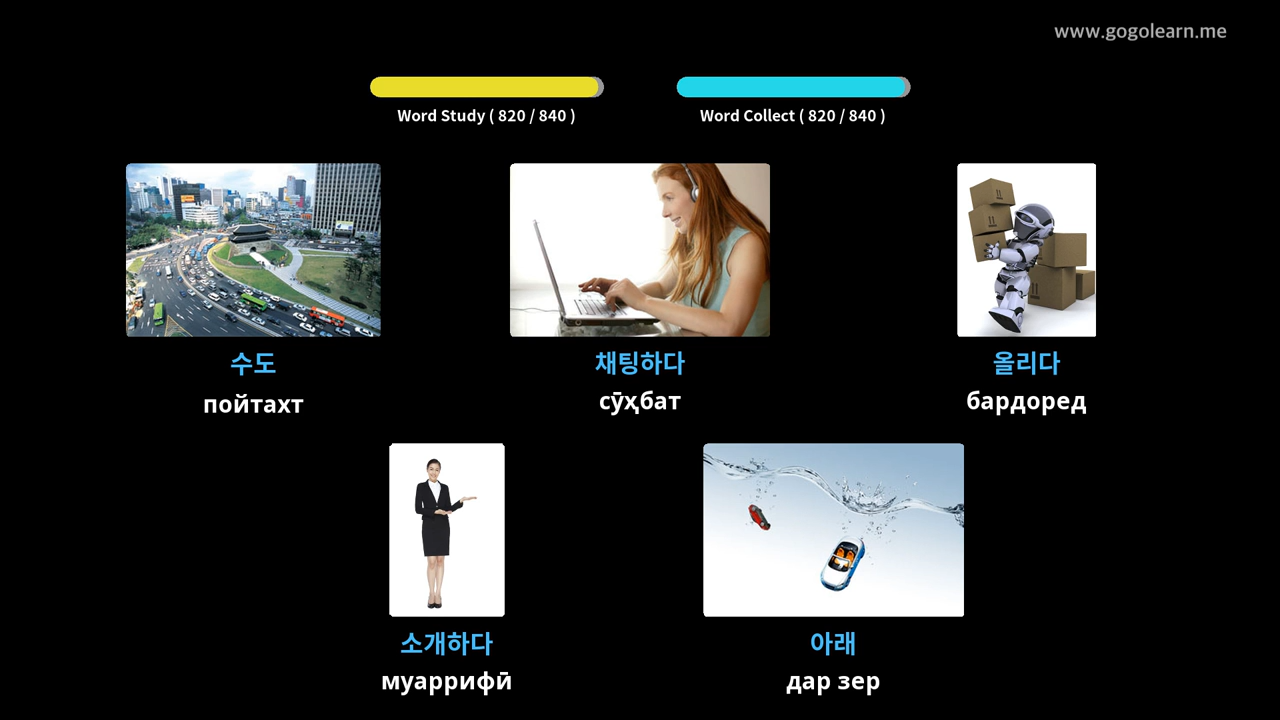 www.gogolearn.me
Word Study ( 820 / 840 )
Word Collect ( 820 / 840 )
수도
채팅하다
올리다
пойтахт
сӯҳбат
бардоред
소개하다
아래
муаррифӣ
дар зер